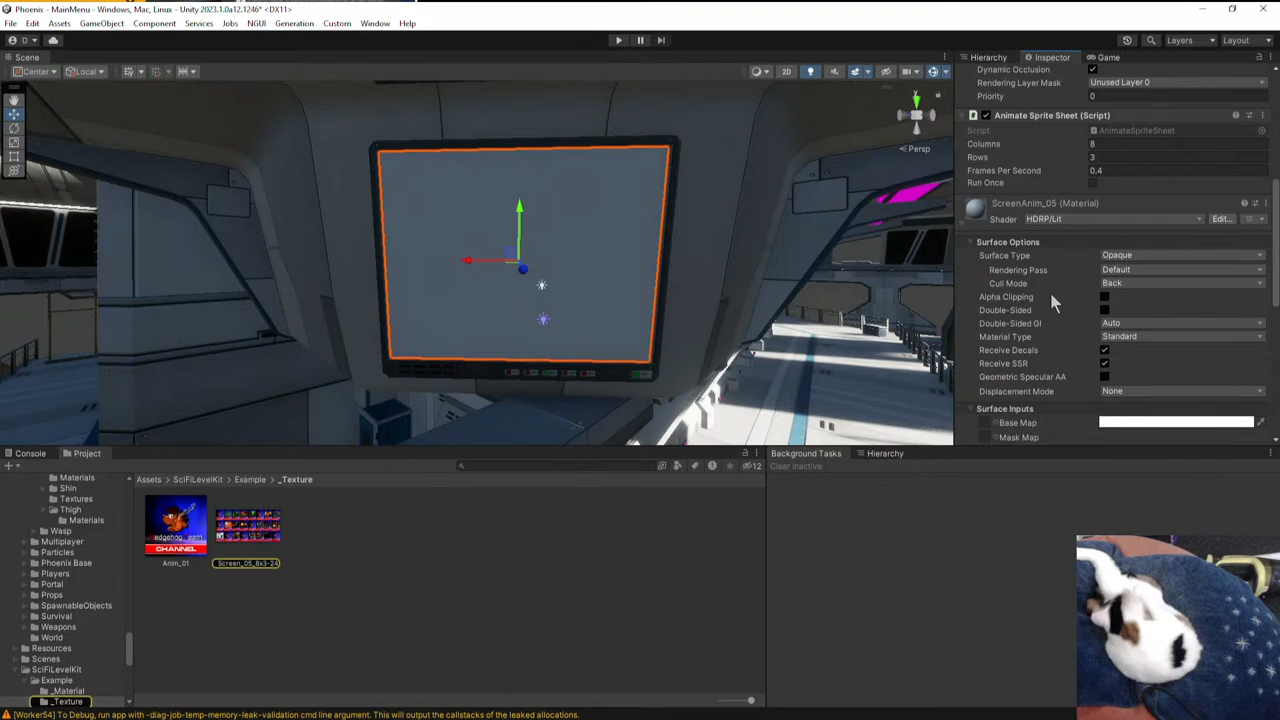 Phoenix - MainMenu - Windows, Mac, Linux - Unity 2023.1.0a12.1246* <DX11>
File Edit Assets GameObject Component Services Jobs NGUI Generation Custom Window Help
D Layers Layout
Scene Hierarchy Inspector Game
Center Local 2D
Dynamic Occlusion
Rendering Layer Mask Unused Layer 0
Priority 0
y
Persp
Animate Sprite Sheet (Script)
Script AnimateSpriteSheet
Columns 8
Rows 3
Frames Per Second 0.4
Run Once
ScreenAnim_05 (Material)
Shader HDRP/Lit Edit...
Surface Options
Surface Type Opaque
Rendering Pass Default
Cull Mode Back
Alpha Clipping
Double-Sided
Double-Sided GI Auto
Material Type Standard
Receive Decals
Receive SSR
Geometric Specular AA
Displacement Mode None
Surface Inputs
Base Map
Mask Map
Console Project
12
Assets > SciFiLevelKit > Example > _Texture
Materials
Shin
Textures
Thigh
Materials
Wasp
Multiplayer
Particles
Phoenix Base
Players
Portal
Props
SpawnableObjects
Survival
Weapons
World
Resources
Scenes
SciFiLevelKit
Example
_Material
_Texture
edgehog_eam
CHANNEL
Anim_01
Screen_05_8x3-24
Background Tasks Hierarchy
Clear Inactive
[Worker54] To Debug, run app with -diag-job-temp-memory-leak-validation cmd line argument. This will output the callstacks of the leaked allocations.